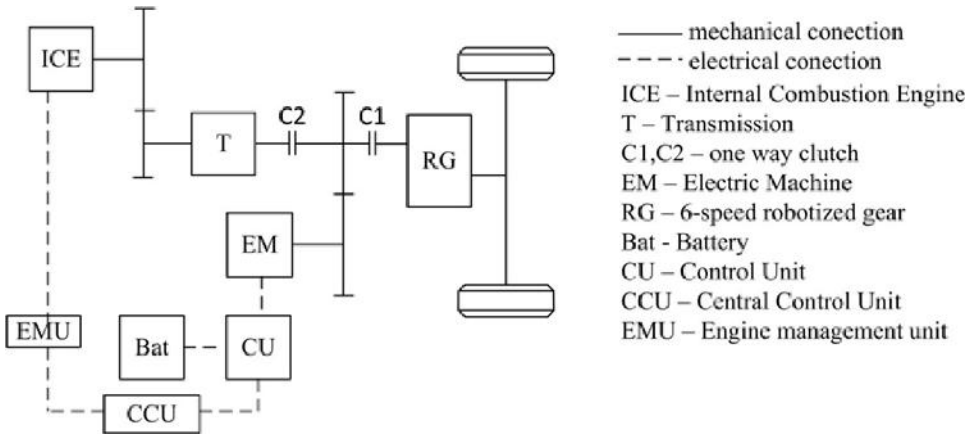 ICE
T
C2
C1
RG
EM
EMU
Bat
CU
CCU
mechanical conection
electrical conection
ICE – Internal Combustion Engine
T – Transmission
C1,C2 – one way clutch
EM – Electric Machine
RG – 6-speed robotized gear
Bat - Battery
CU – Control Unit
CCU – Central Control Unit
EMU – Engine management unit